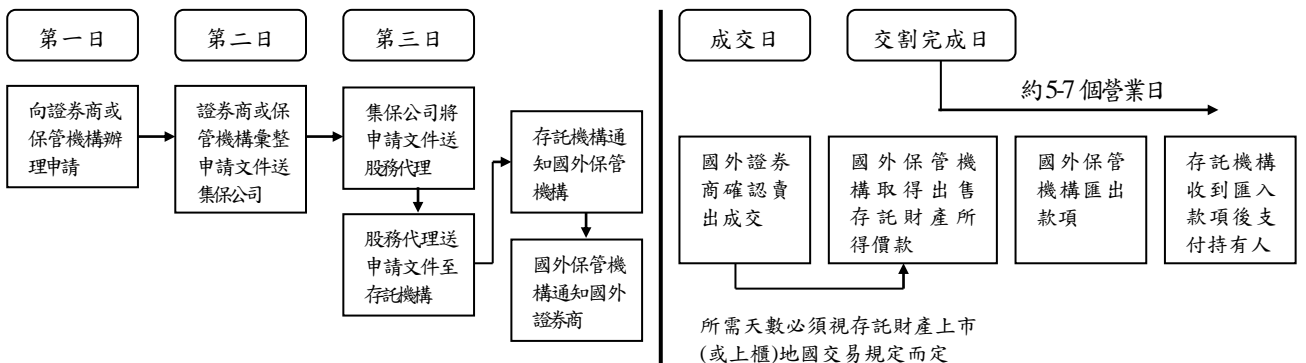 第一日
第二日
第三日
成交日
交割完成日
約5-7個營業日
向證券商或
保管機構辦
理申請
證券商或保
管機構彙整
申請文件送
集保公司
集保公司將
申請文件送
股務代理
股務代理送
申請文件至
存託機構
存託機構通
知國外保管
機構
國外保管機
構通知國外
證券商
國外證券
商確認賣
出成交
國外保管機
構取得出售
存託財產所
得價款
國外保管
機構匯出
款項
存託機構
收到匯入
款項後支
付持有人
所需天數必須視存託財產上市
(或上櫃)地國交易規定而定